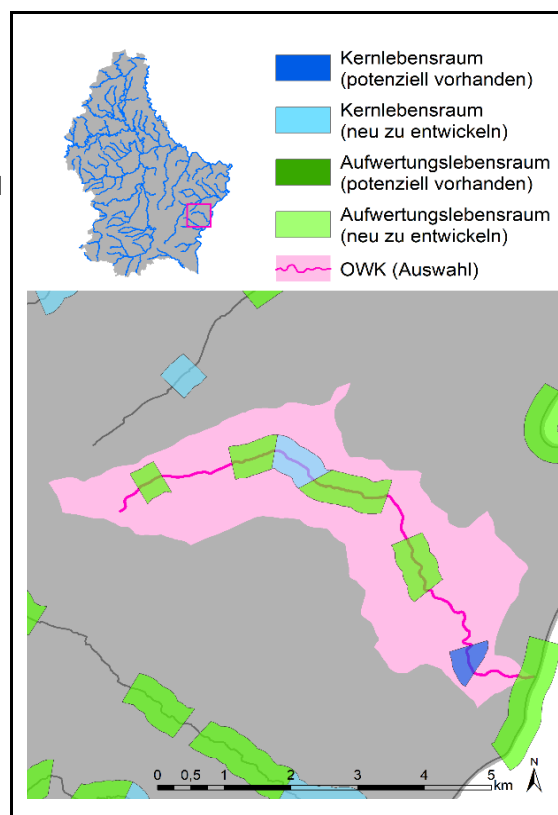 Kernlebensraum
(potenziell vorhanden)
Kernlebensraum
(neu zu entwickeln)
Aufwertungslebensraum
(potenziell vorhanden)
Aufwertungslebensraum
(neu zu entwickeln)
OWK (Auswahl)
N
0 0,5 1 2 3 4 5
km